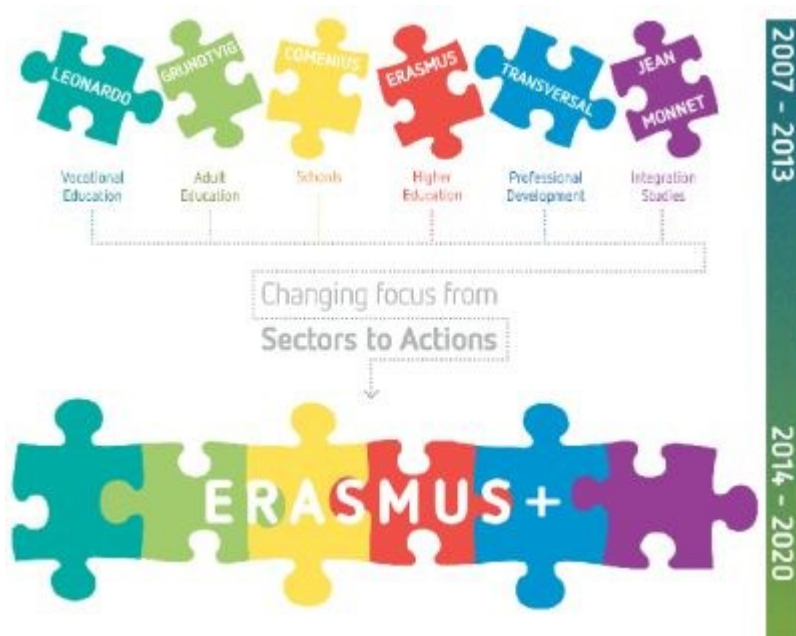 LEONARDO
GRUNDTVIG
COMENIUS
ERASMUS
TRANSVERSAL
JEAN
MONNET
Vocational
Education
Adult
Education
Schools
Higher
Education
Professional
Development
Integration
Studies
2007 - 2013
Changing focus from
Sectors to Actions
ERASMUS+
2014 - 2020